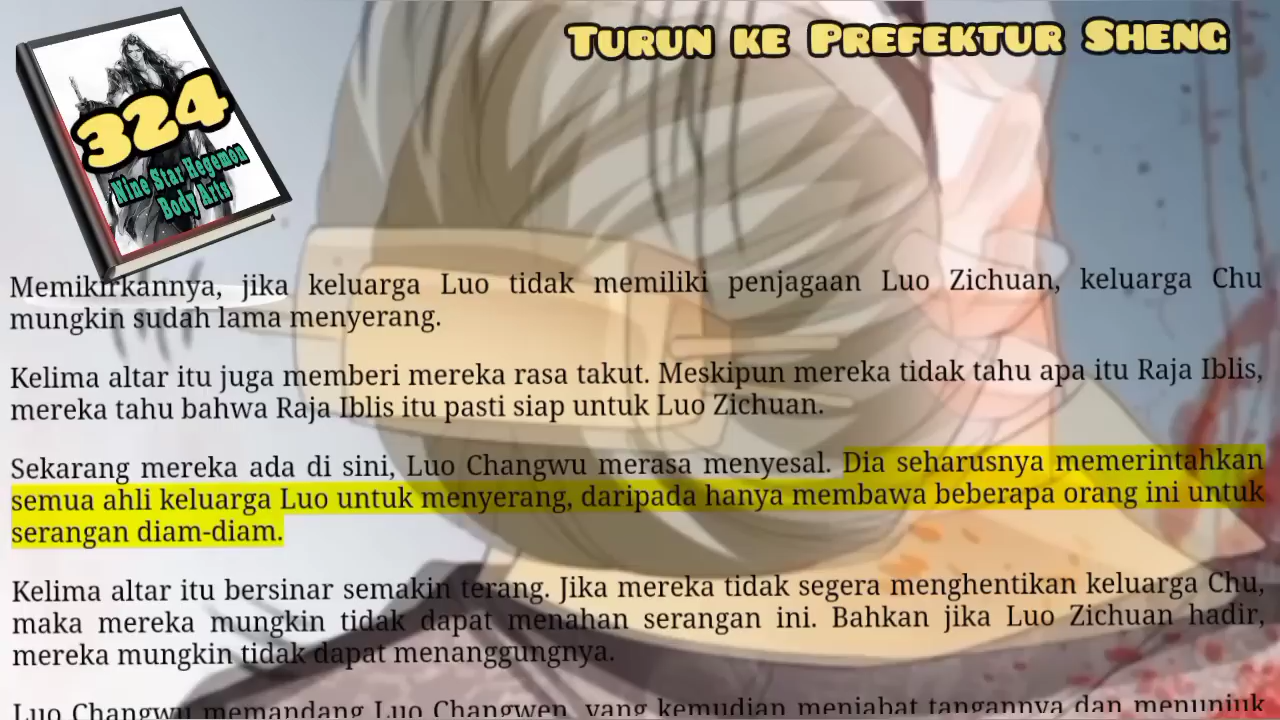 Turun ke Prefektur Sheng
324
Nine Star Hegemon
Body Arts
Memikirkannya, jika keluarga Luo tidak memiliki penjagaan Luo Zichuan, keluarga Chu
mungkin sudah lama menyerang.
Kelima altar itu juga memberi mereka rasa takut. Meskipun mereka tidak tahu apa itu Raja Iblis,
mereka tahu bahwa Raja Iblis itu pasti siap untuk Luo Zichuan.
Sekarang mereka ada di sini, Luo Changwu merasa menyesal. Dia seharusnya memerintahkan
semua ahli keluarga Luo untuk menyerang, daripada hanya membawa beberapa orang ini untuk
serangan diam-diam.
Kelima altar itu bersinar semakin terang. Jika mereka tidak segera menghentikan keluarga Chu,
maka mereka mungkin tidak dapat menahan serangan ini. Bahkan jika Luo Zichuan hadir,
mereka mungkin tidak dapat menanggungnya.
Luo Changwu memandang Luo Changwen, yang kemudian menjabat tangannya dan menunjuk